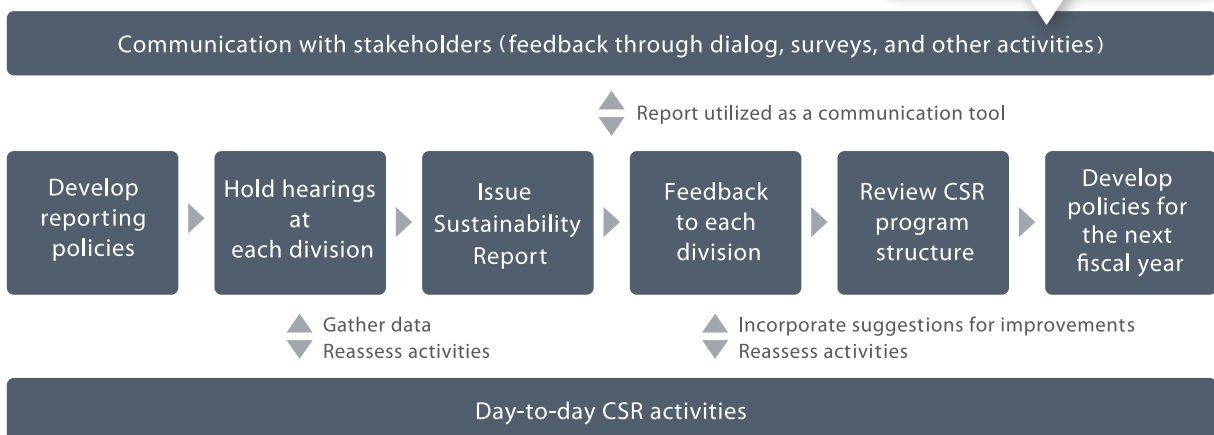 Communication with stakeholders (feedback through dialog, surveys, and other activities)
Report utilized as a communication tool
Develop
reporting
policies
Hold hearings
at
each division
Issue
Sustainability
Report
Feedback
to each
division
Review CSR
program
structure
Develop
policies for
the next
fiscal year
Gather data
Reassess activities
Incorporate suggestions for improvements
Reassess activities
Day-to-day CSR activities